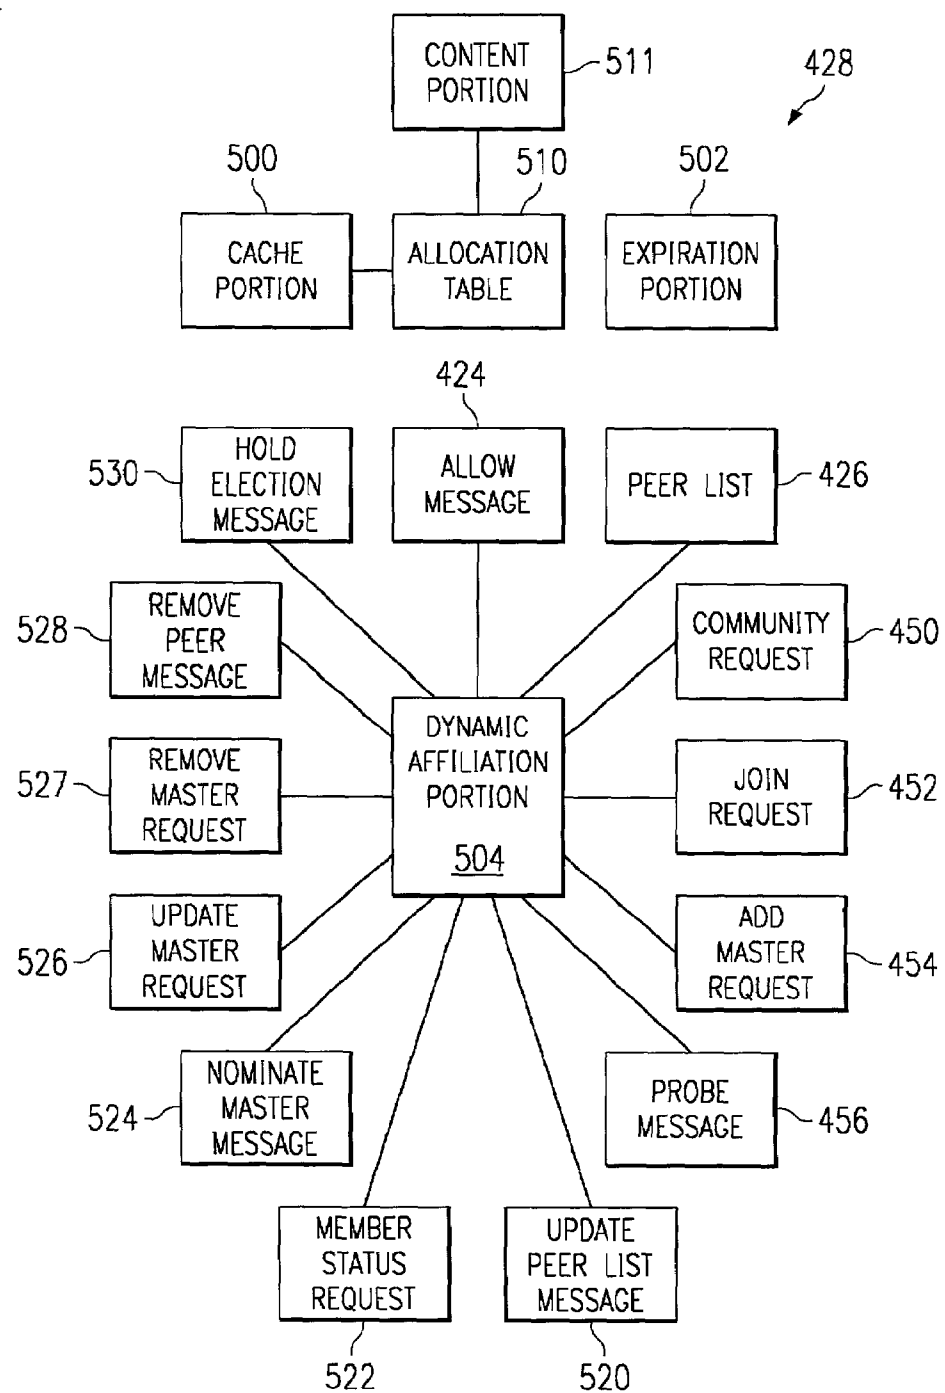 CONTENT
PORTION
511
428
500
510
502
CACHE
PORTION
ALLOCATION
TABLE
EXPIRATION
PORTION
424
530
HOLD
ELECTION
MESSAGE
ALLOW
MESSAGE
PEER LIST
426
528
REMOVE
PEER
MESSAGE
COMMUNITY
REQUEST
450
527
REMOVE
MASTER
REQUEST
DYNAMIC
AFFILIATION
PORTION
504
JOIN
REQUEST
452
526
UPDATE
MASTER
REQUEST
ADD
MASTER
REQUEST
454
524
NOMINATE
MASTER
MESSAGE
PROBE
MESSAGE
456
MEMBER
STATUS
REQUEST
522
UPDATE
PEER LIST
MESSAGE
520